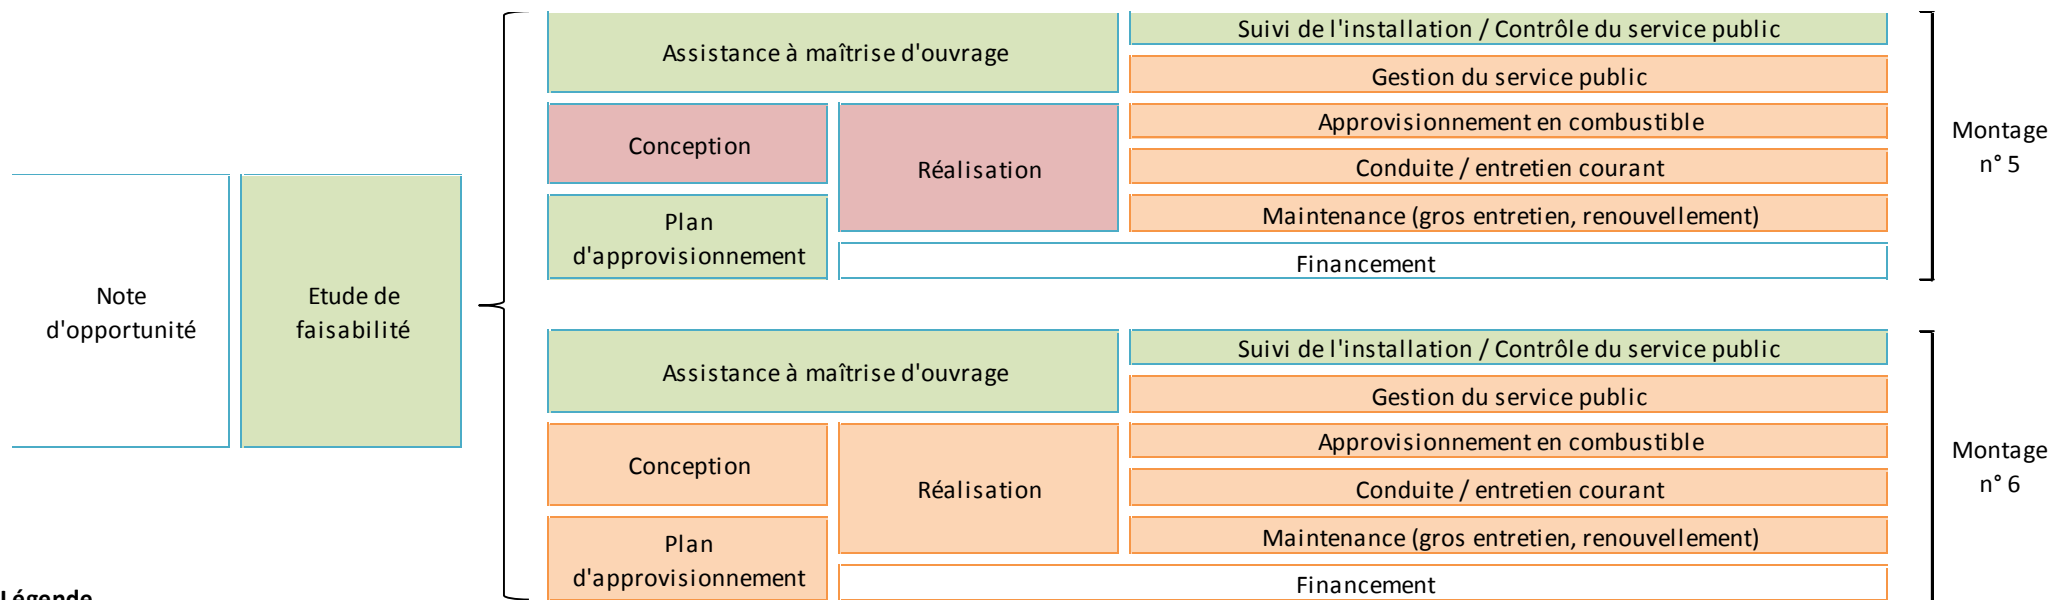 Note
d'opportunité
Etude de
faisabilité
Assistance à maîtrise d'ouvrage
Suivi de l'installation / Contrôle du service public
Gestion du service public
Conception
Réalisation
Approvisionnement en combustible
Conduite / entretien courant
Plan
d'approvisionnement
Maintenance (gros entretien, renouvellement)
Financement
Montage
n° 5
Assistance à maîtrise d'ouvrage
Suivi de l'installation / Contrôle du service public
Gestion du service public
Conception
Réalisation
Approvisionnement en combustible
Conduite / entretien courant
Plan
d'approvisionnement
Maintenance (gros entretien, renouvellement)
Financement
Montage
n° 6
Légende